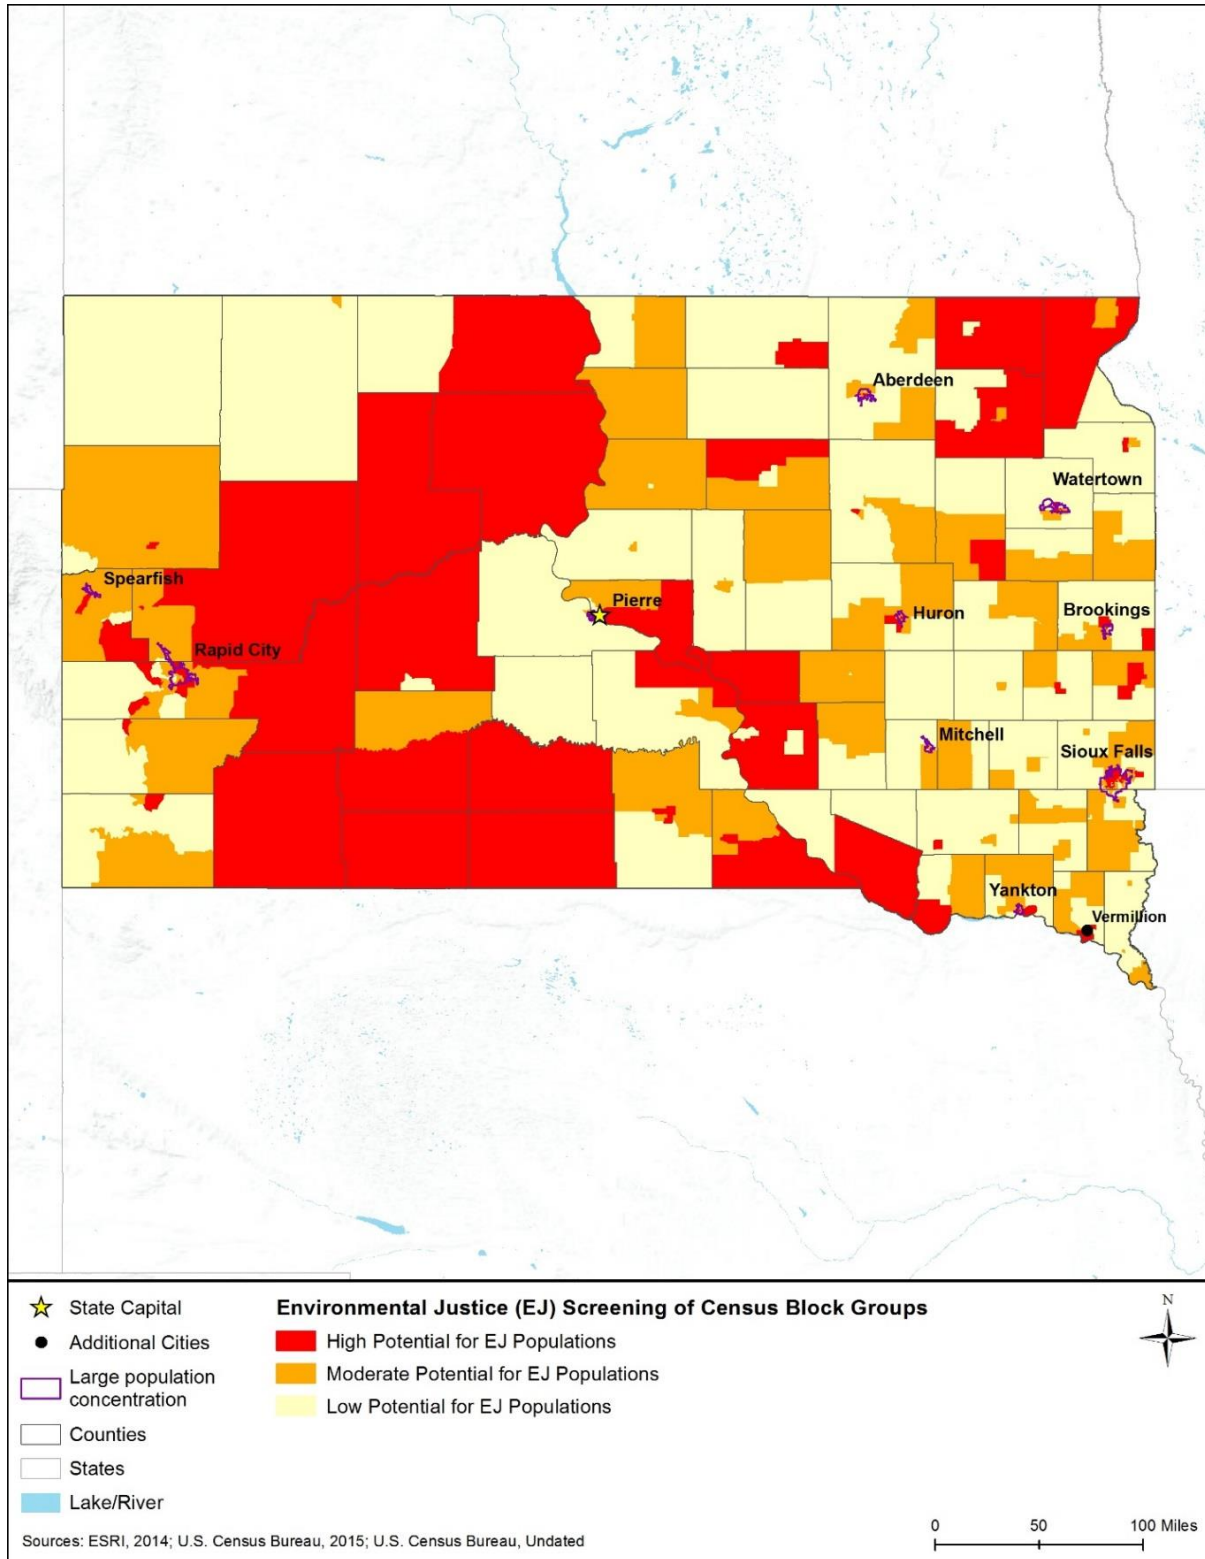 Aberdeen
Watertown
Spearfish
Pierre
Huron
Brookings
Rapid City
Mitchell
Sioux Falls
Yankton
Vermillion
State Capital
Additional Cities
Large population
concentration
Counties
States
Lake/River
Environmental Justice (EJ) Screening of Census Block Groups
High Potential for EJ Populations
Moderate Potential for EJ Populations
Low Potential for EJ Populations
N
0 50 100 Miles
Sources: ESRI, 2014; U.S. Census Bureau, 2015; U.S. Census Bureau, Undated